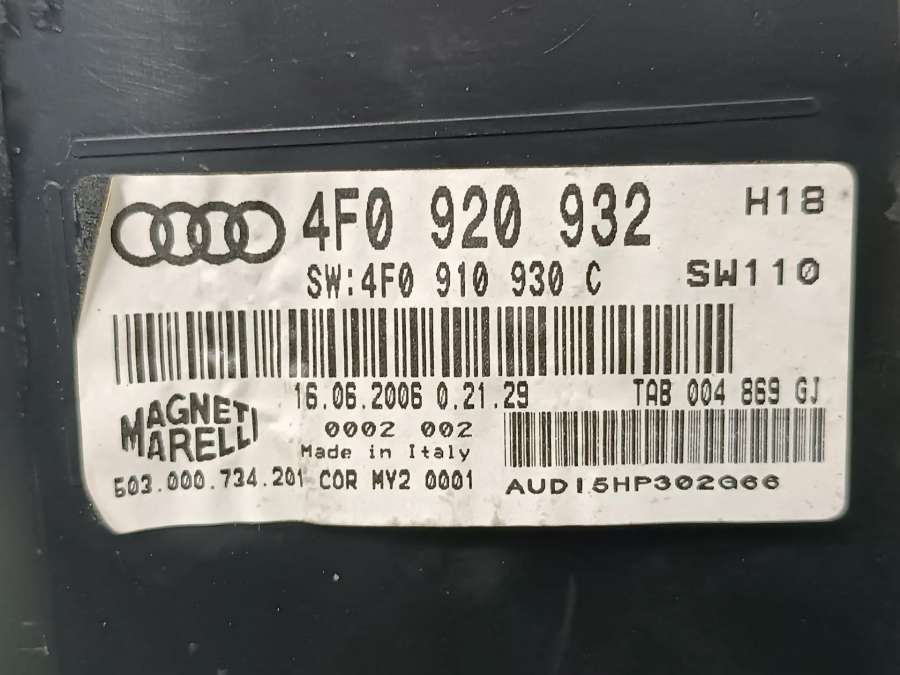 4F0 920 932 H18
SW:4F0 910 930 C SW110
16.06.2006 0.21.29 TAB 004 869 GJ
MAGNETI
MARELLI
0002 002
Made in Italy
503.000.734.201 COR MY2 0001
AUDI5HP302Q66